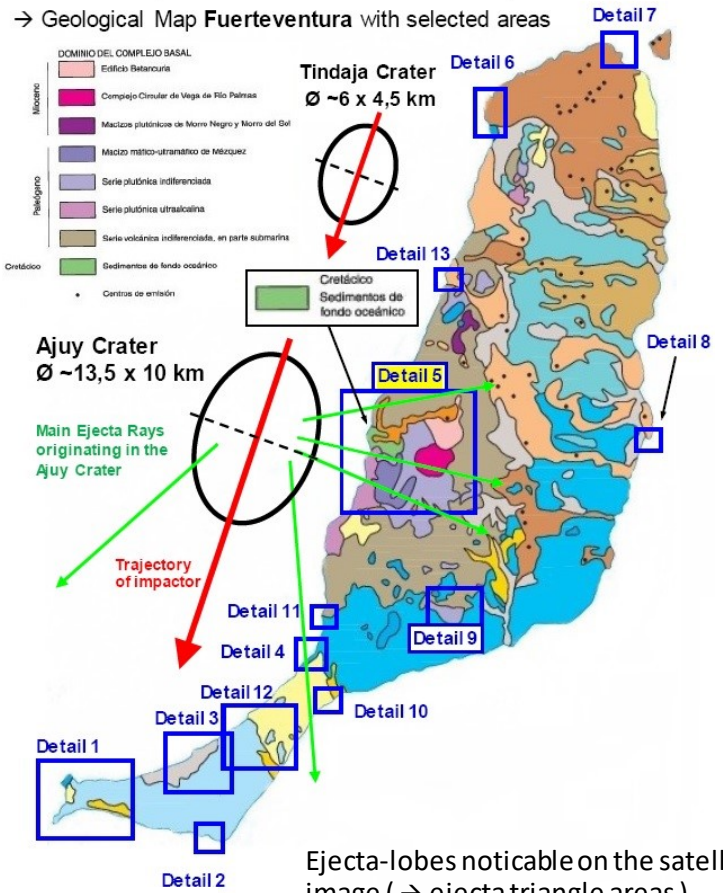 → Geological Map Fuerteventura with selected areas
DOMINIO DEL COMPLEJO BASAL
Mioceno
Edificio Betancuria
Complejo Circular de Vega de Río Palmas
Macizos plutónicos de Morro Negro y Morro del Sol
Paleógeno
Macizo máfico-ultramáfico de Mézquez
Serie plutónica indiferenciada
Serie plutónica ultraalcalina
Serie volcánica indiferenciada, en parte submarina
Cretácico
Sedimentos de fondo oceánico
Centros de emisión
Tindaja Crater
Ø ~6 x 4,5 km
Detail 7
Detail 6
Detail 13
Cretácico
Sedimentos de
fondo oceánico
Detail 8
Ajuy Crater
Ø ~13,5 x 10 km
Detail 5
Main Ejecta Rays
originating in the
Ajuy Crater
Trajectory
of impactor
Detail 11
Detail 4
Detail 9
Detail 12
Detail 10
Detail 3
Detail 1
Detail 2
Ejecta-lobes noticable on the satell
image ( → ejecta triangle areas )